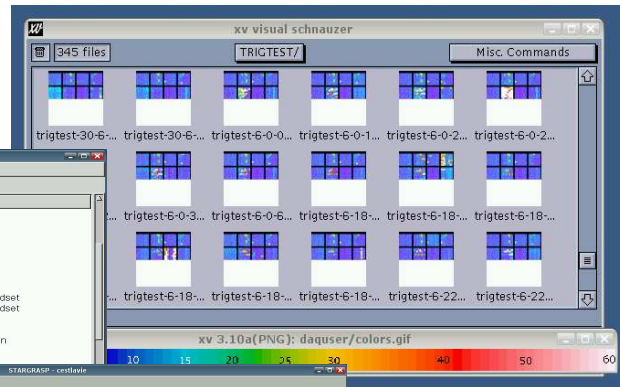 xv
xv visual schnauzer
345 files
TRIGTEST/
Misc. Commands
trigtest-30-6-... trigtest-30-6-... trigtest-6-0-0... trigtest-6-0-1... trigtest-6-0-2... trigtest-6-0-2...
trigtest-6-0-3... trigtest-6-0-6... trigtest-6-18-... trigtest-6-18-... trigtest-6-18-...
trigtest-6-18-... trigtest-6-18-... trigtest-6-18-... trigtest-6-22... trigtest-6-22...
dset
dset
n
xv 3.10a(PNG): daquser/colors.gif
10 15 20 25 30 40 50 60
STARGRASP - cestlavie